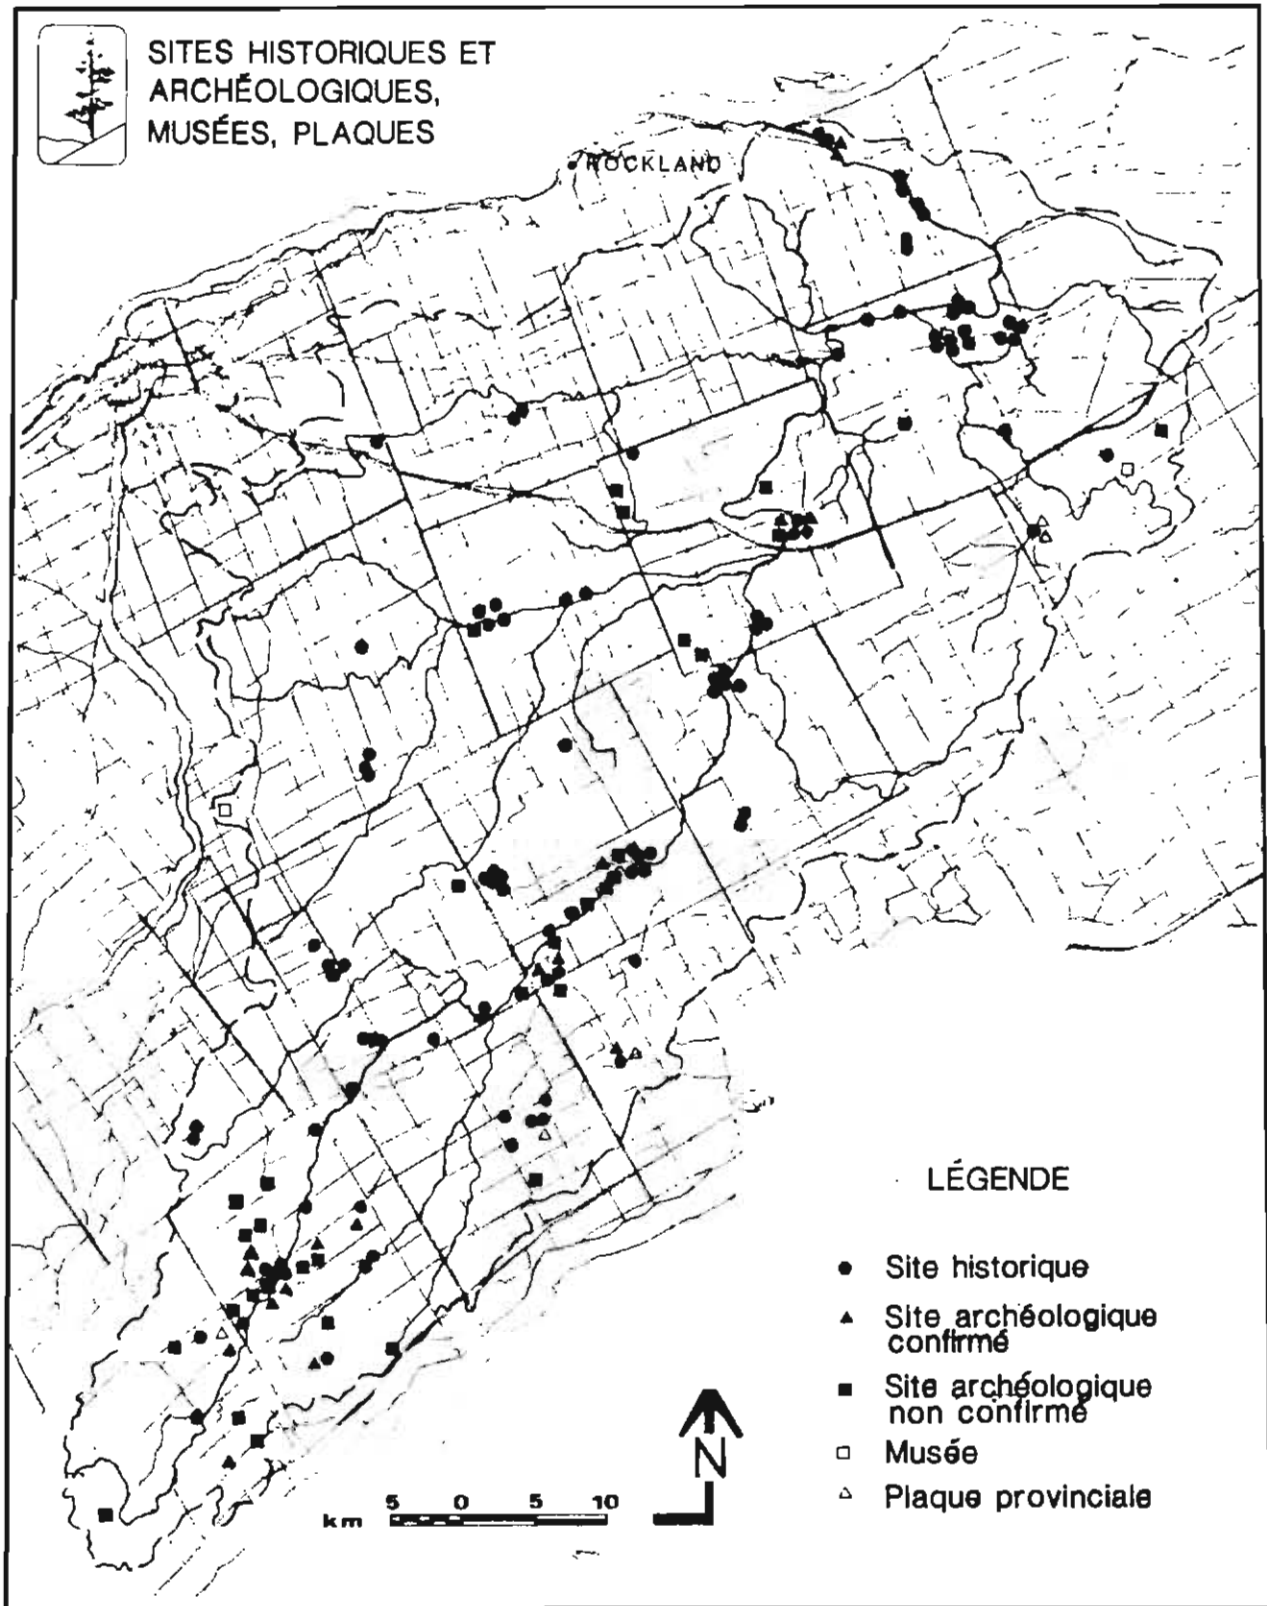 SITES HISTORIQUES ET
ARCHÉOLOGIQUES,
MUSÉES, PLAQUES
ROCKLAND
LÉGENDE
Site historique
Site archéologique
confirmé
Site archéologique
non confirmé
Musée
Plaque provinciale
N
5 0 5 10
km